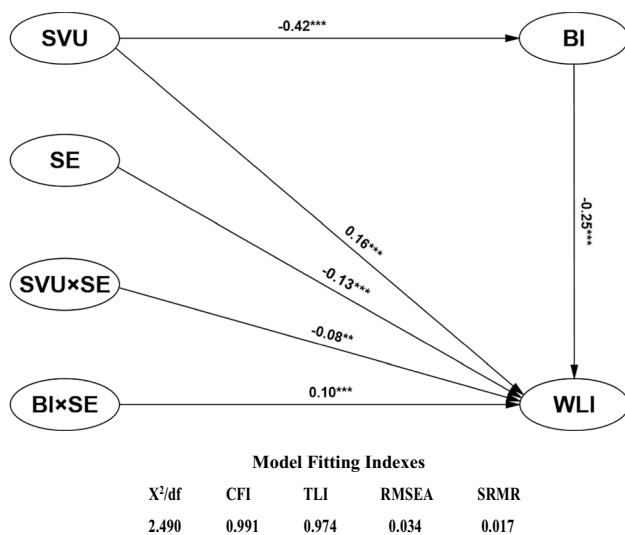 SVU
-0.42***
BI
SE
0.16***
-0.25***
-0.13***
SVU×SE
-0.08**
BI×SE
0.10***
WLI
Model Fitting Indexes
X²/df CFI TLI RMSEA SRMR
2.490 0.991 0.974 0.034 0.017